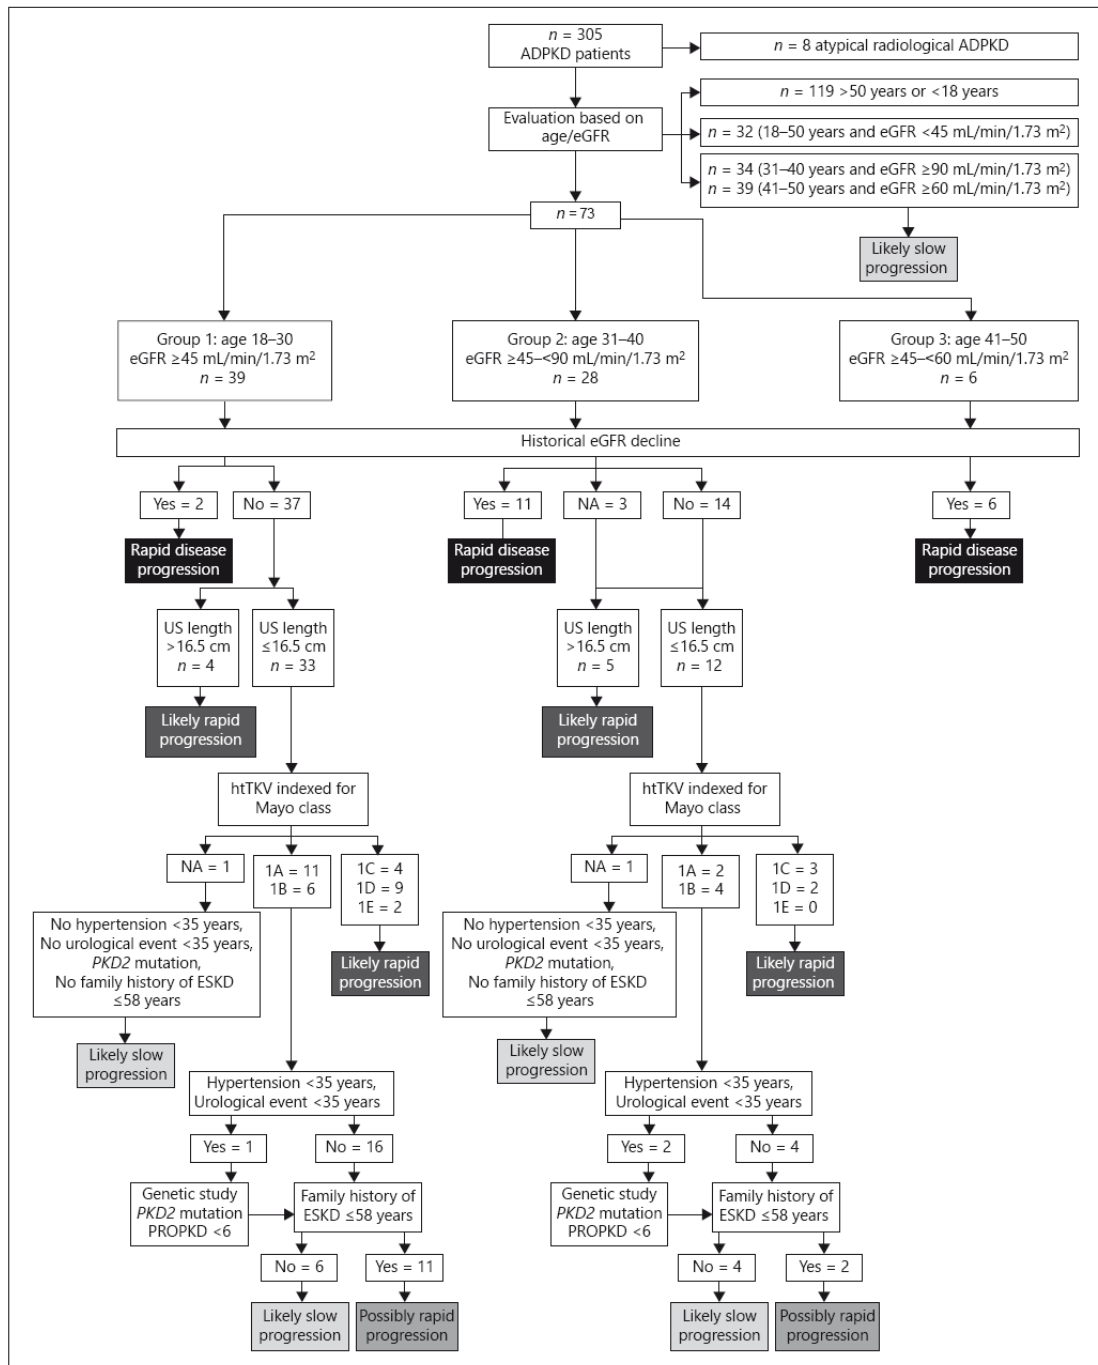 n = 305
ADPKD patients
n = 8 atypical radiological ADPKD
Evaluation based on
age/eGFR
n = 119 >50 years or <18 years
n = 32 (18–50 years and eGFR <45 mL/min/1.73 m²)
n = 34 (31–40 years and eGFR ≥90 mL/min/1.73 m²)
n = 39 (41–50 years and eGFR ≥60 mL/min/1.73 m²)
n = 73
Likely slow
progression
Group 1: age 18–30
eGFR ≥45 mL/min/1.73 m²
n = 39
Group 2: age 31–40
eGFR ≥45–<90 mL/min/1.73 m²
n = 28
Group 3: age 41–50
eGFR ≥45–<60 mL/min/1.73 m²
n = 6
Historical eGFR decline
Yes = 2
No = 37
Yes = 11
NA = 3
No = 14
Yes = 6
Rapid disease
progression
Rapid disease
progression
Rapid disease
progression
US length
>16.5 cm
n = 4
US length
≤16.5 cm
n = 33
US length
>16.5 cm
n = 5
US length
≤16.5 cm
n = 12
Likely rapid
progression
Likely rapid
progression
htTKV indexed for
Mayo class
htTKV indexed for
Mayo class
NA = 1
1A = 11
1B = 6
1C = 4
1D = 9
1E = 2
NA = 1
1A = 2
1B = 4
1C = 3
1D = 2
1E = 0
No hypertension <35 years,
No urological event <35 years,
PKD2 mutation,
No family history of ESKD
≤58 years
Likely rapid
progression
No hypertension <35 years,
No urological event <35 years,
PKD2 mutation,
No family history of ESKD
≤58 years
Likely rapid
progression
Likely slow
progression
Likely slow
progression
Hypertension <35 years,
Urological event <35 years
Hypertension <35 years,
Urological event <35 years
Yes = 1
No = 16
Yes = 2
No = 4
Genetic study
PKD2 mutation
PROPKD <6
Family history of
ESKD ≤58 years
Genetic study
PKD2 mutation
PROPKD <6
Family history of
ESKD ≤58 years
No = 6
Yes = 11
No = 4
Yes = 2
Likely slow
progression
Possibly rapid
progression
Likely slow
progression
Possibly rapid
progression